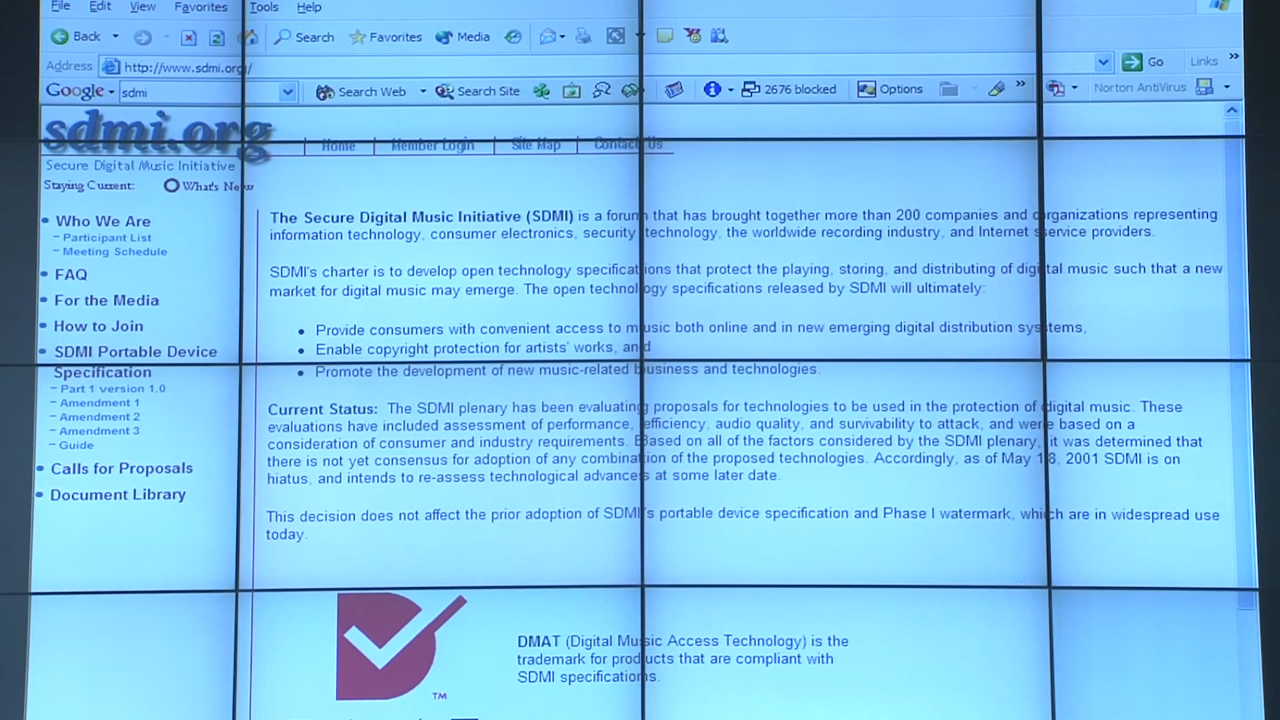 File Edit View Favorites Tools Help
Back Search Favorites Media
Address http://www.sdmi.org/ Go Links »
Google sdmi Search Web Search Site 2676 blocked Options » Norton AntiVirus
sdmi.org
Home Member Login Site Map Contact Us
Secure Digital Music Initiative
Staying Current: What's New
Who We Are
– Participant List
– Meeting Schedule
FAQ
For the Media
How to Join
SDMI Portable Device
Specification
– Part 1 version 1.0
– Amendment 1
– Amendment 2
– Amendment 3
– Guide
Calls for Proposals
Document Library
The Secure Digital Music Initiative (SDMI) is a forum that has brought together more than 200 companies and organizations representing
information technology, consumer electronics, security technology, the worldwide recording industry, and Internet service providers.
SDMI's charter is to develop open technology specifications that protect the playing, storing, and distributing of digital music such that a new
market for digital music may emerge. The open technology specifications released by SDMI will ultimately:
• Provide consumers with convenient access to music both online and in new emerging digital distribution systems,
• Enable copyright protection for artists' works, and
• Promote the development of new music-related business and technologies.
Current Status: The SDMI plenary has been evaluating proposals for technologies to be used in the protection of digital music. These
evaluations have included assessment of performance, efficiency, audio quality, and survivability to attack, and were based on a
consideration of consumer and industry requirements. Based on all of the factors considered by the SDMI plenary, it was determined that
there is not yet consensus for adoption of any combination of the proposed technologies. Accordingly, as of May 18, 2001 SDMI is on
hiatus, and intends to re-assess technological advances at some later date.
This decision does not affect the prior adoption of SDMI's portable device specification and Phase I watermark, which are in widespread use
today.
TM
DMAT (Digital Music Access Technology) is the
trademark for products that are compliant with
SDMI specifications.